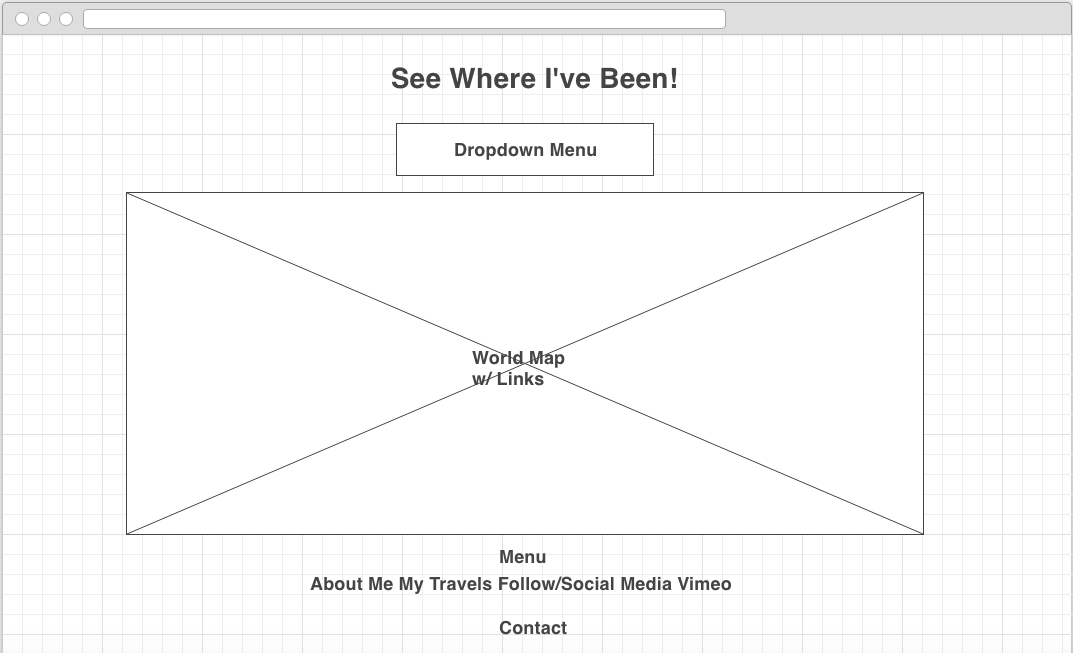 See Where I've Been!
Dropdown Menu
World Map
w/ Links
Menu
About Me My Travels Follow/Social Media Vimeo
Contact